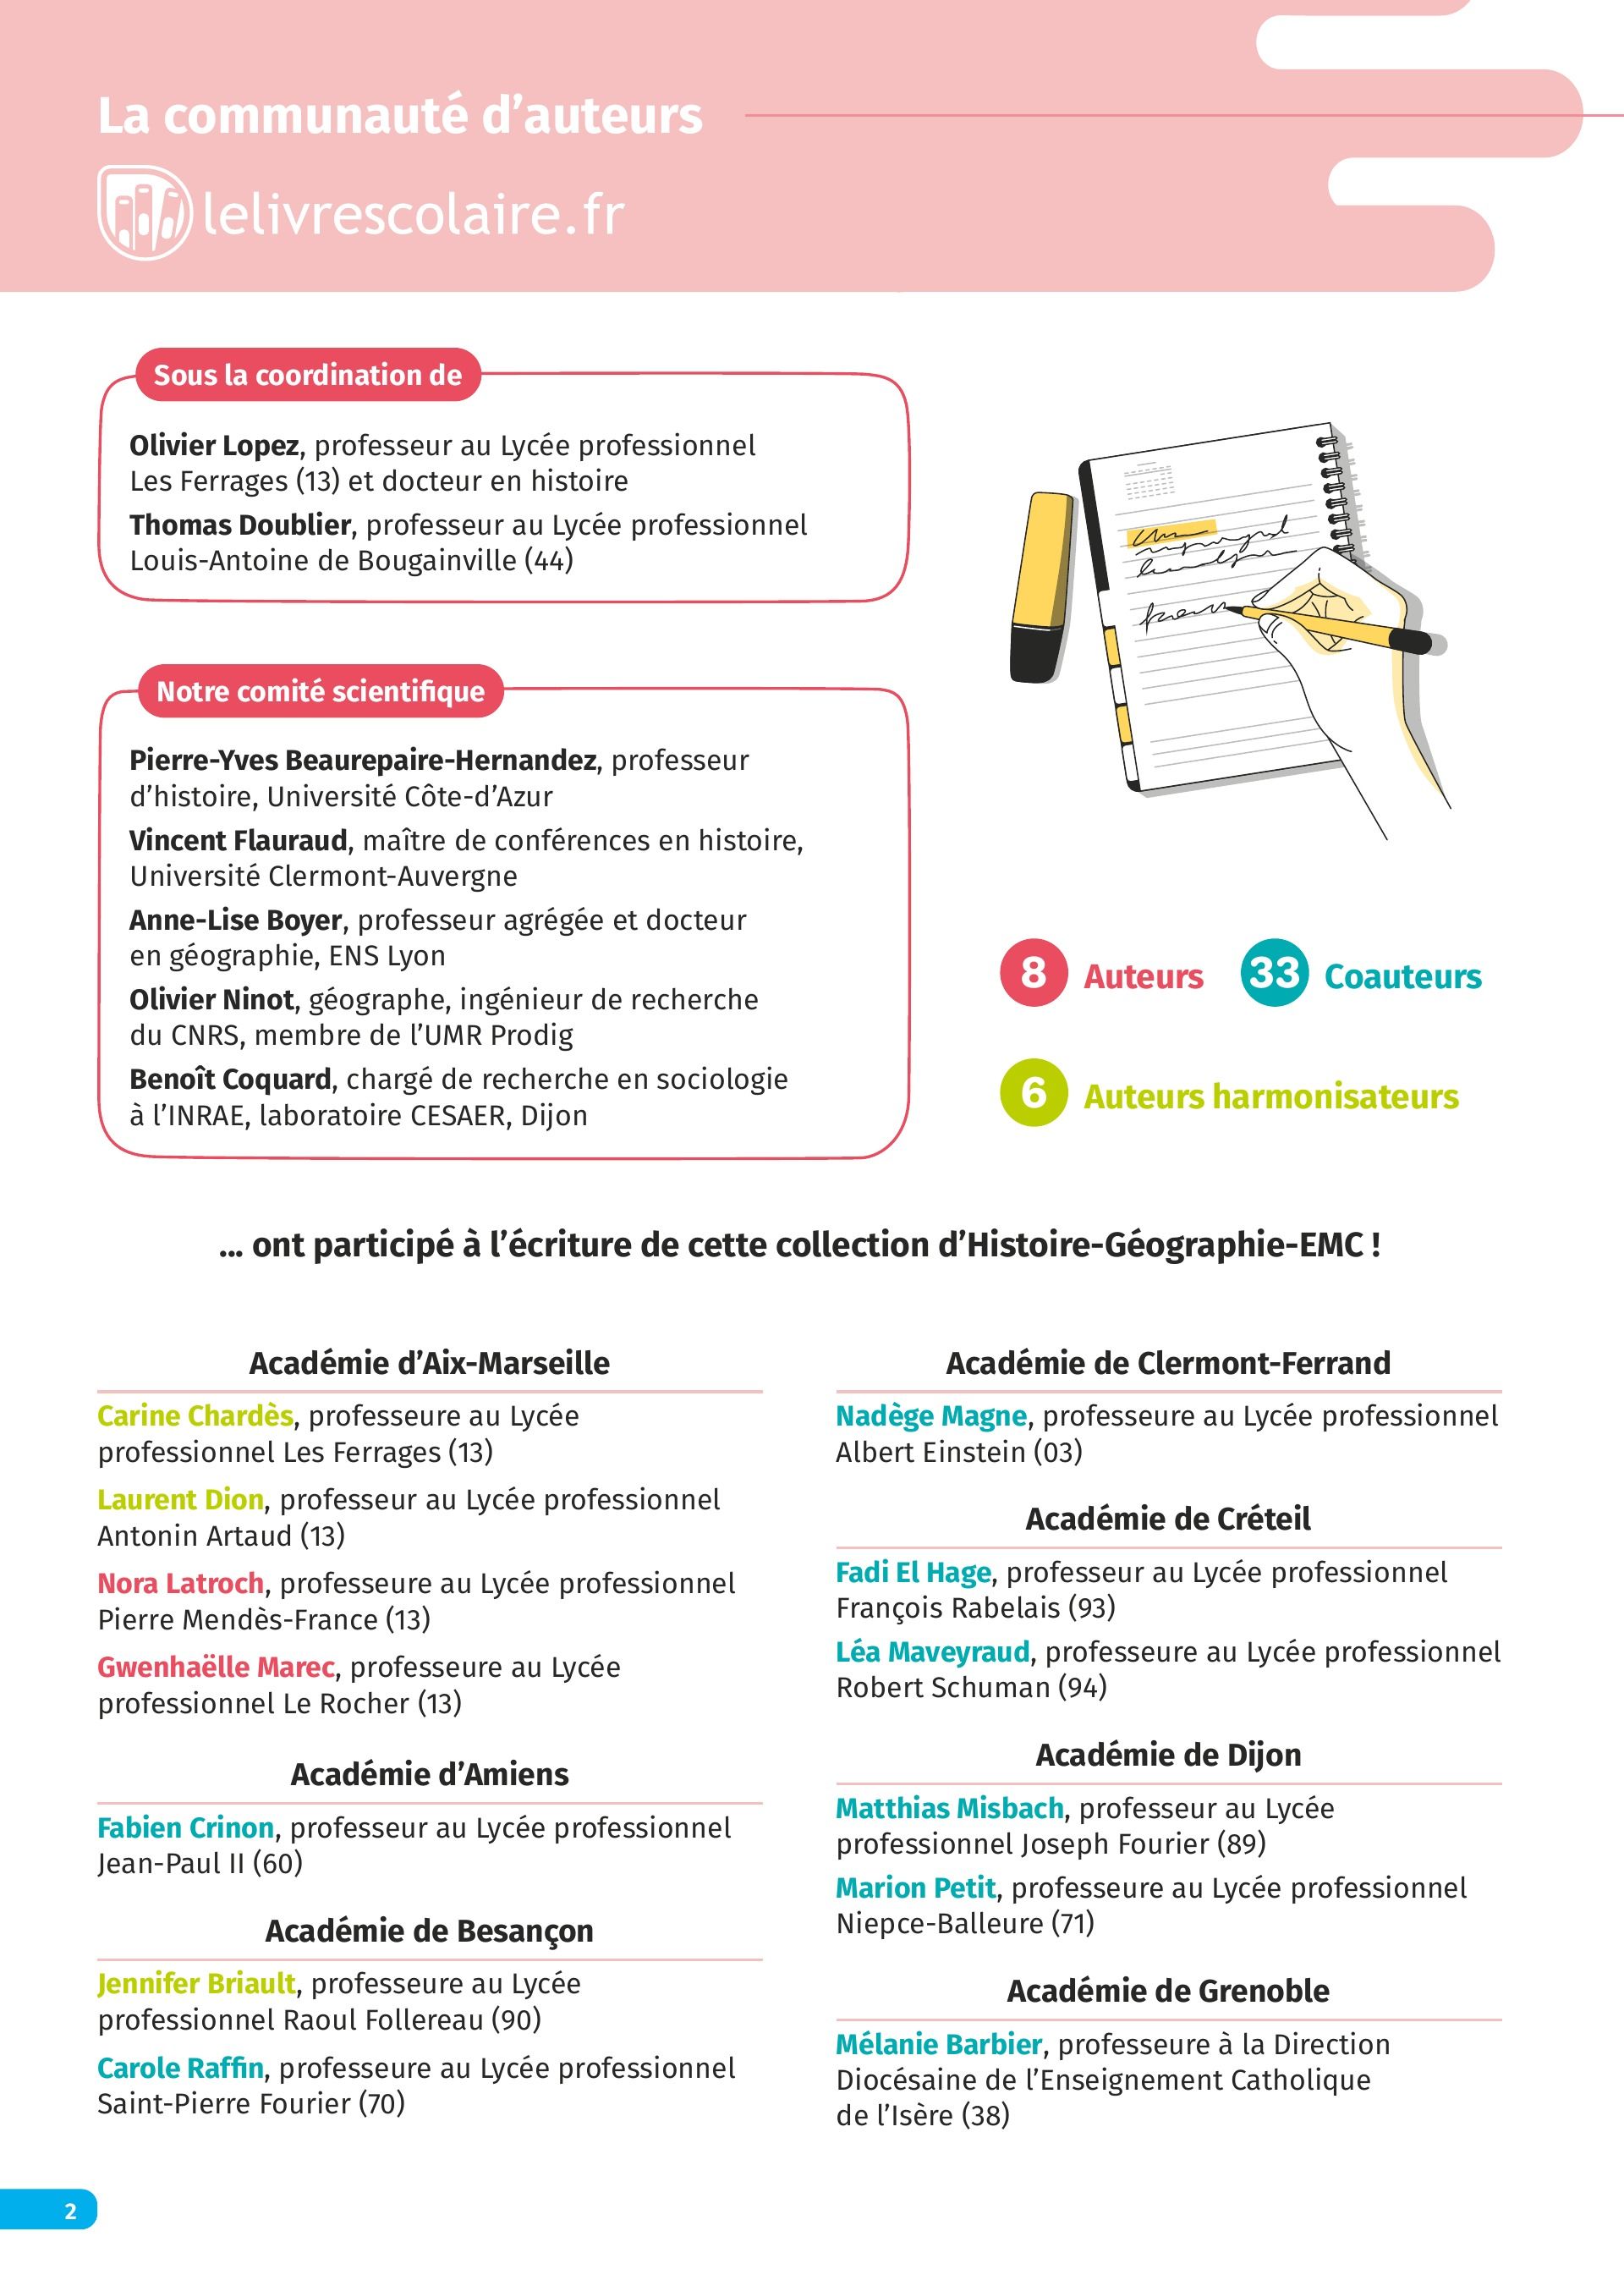 La communauté d’auteurs
lelivrescolaire.fr
Sous la coordination de
Olivier Lopez, professeur au Lycée professionnel
Les Ferrages (13) et docteur en histoire
Thomas Doublier, professeur au Lycée professionnel
Louis-Antoine de Bougainville (44)
Notre comité scientifique
Pierre-Yves Beaurepaire-Hernandez, professeur
d’histoire, Université Côte-d’Azur
Vincent Flauraud, maître de conférences en histoire,
Université Clermont-Auvergne
Anne-Lise Boyer, professeur agrégée et docteur
en géographie, ENS Lyon
Olivier Ninot, géographe, ingénieur de recherche
du CNRS, membre de l’UMR Prodig
Benoît Coquard, chargé de recherche en sociologie
à l’INRAE, laboratoire CESAER, Dijon
8 Auteurs 33 Coauteurs
6 Auteurs harmonisateurs
... ont participé à l’écriture de cette collection d’Histoire-Géographie-EMC !
Académie d’Aix-Marseille
Carine Chardès, professeure au Lycée
professionnel Les Ferrages (13)
Laurent Dion, professeur au Lycée professionnel
Antonin Artaud (13)
Nora Latroch, professeure au Lycée professionnel
Pierre Mendès-France (13)
Gwenhaëlle Marec, professeure au Lycée
professionnel Le Rocher (13)
Académie d’Amiens
Fabien Crinon, professeur au Lycée professionnel
Jean-Paul II (60)
Académie de Besançon
Jennifer Briault, professeure au Lycée
professionnel Raoul Follereau (90)
Carole Raffin, professeure au Lycée professionnel
Saint-Pierre Fourier (70)
Académie de Clermont-Ferrand
Nadège Magne, professeure au Lycée professionnel
Albert Einstein (03)
Académie de Créteil
Fadi El Hage, professeur au Lycée professionnel
François Rabelais (93)
Léa Maveyraud, professeure au Lycée professionnel
Robert Schuman (94)
Académie de Dijon
Matthias Misbach, professeur au Lycée
professionnel Joseph Fourier (89)
Marion Petit, professeure au Lycée professionnel
Niepce-Balleure (71)
Académie de Grenoble
Mélanie Barbier, professeure à la Direction
Diocésaine de l’Enseignement Catholique
de l’Isère (38)
2